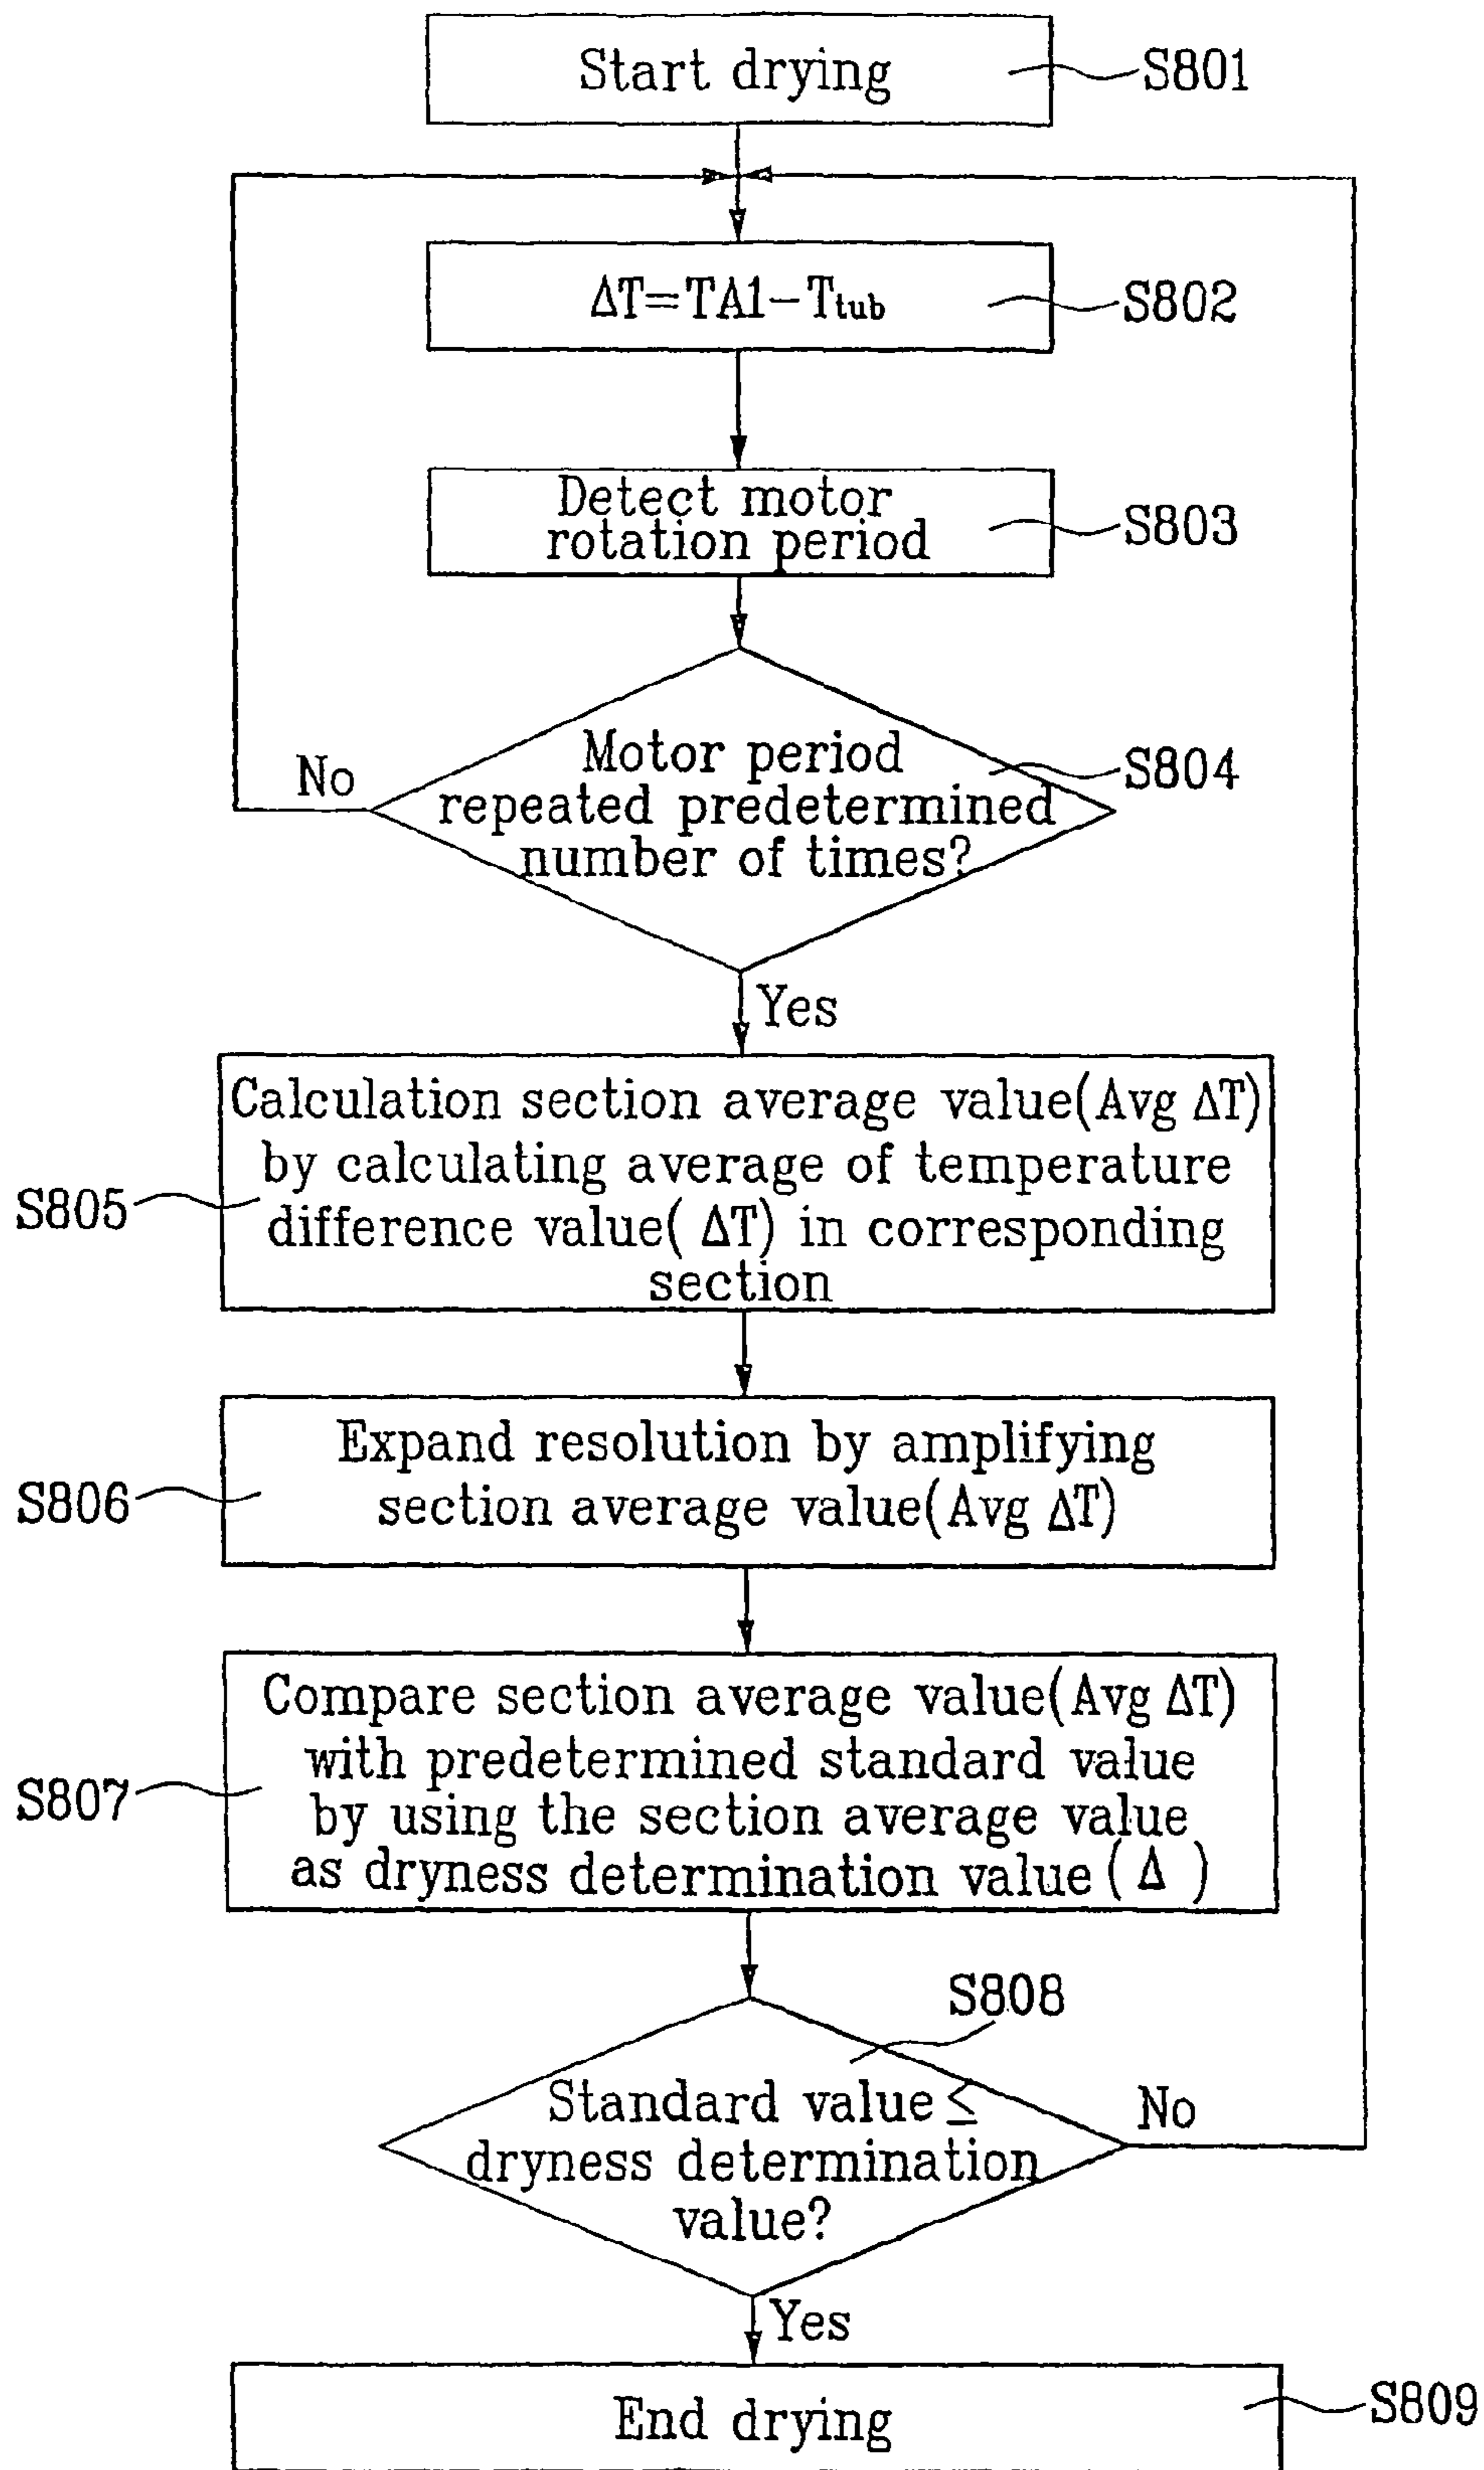 Start drying
S801
ΔT=TA1-Ttub
S802
Detect motor
rotation period
S803
Motor period
repeated predetermined
number of times?
S804
No
Yes
Calculation section average value(Avg ΔT)
by calculating average of temperature
difference value( ΔT) in corresponding
section
S805
Expand resolution by amplifying
section average value(Avg ΔT)
S806
Compare section average value(Avg ΔT)
with predetermined standard value
by using the section average value
as dryness determination value ( Δ )
S807
S808
Standard value ≤
dryness determination
value?
No
Yes
End drying
S809